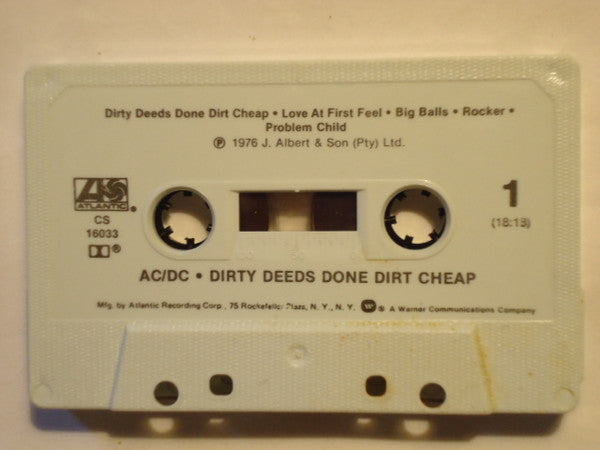 Dirty Deeds Done Dirt Cheap • Love At First Feel • Big Balls • Rocker •
Problem Child
℗ 1976 J. Albert & Son (Pty) Ltd.
ATLANTIC ®
CS
16033
®
1
(18:13)
AC/DC • DIRTY DEEDS DONE DIRT CHEAP
Mfg. by Atlantic Recording Corp., 75 Rockefeller Plaza, N. Y., N. Y. ® A Warner Communications Company